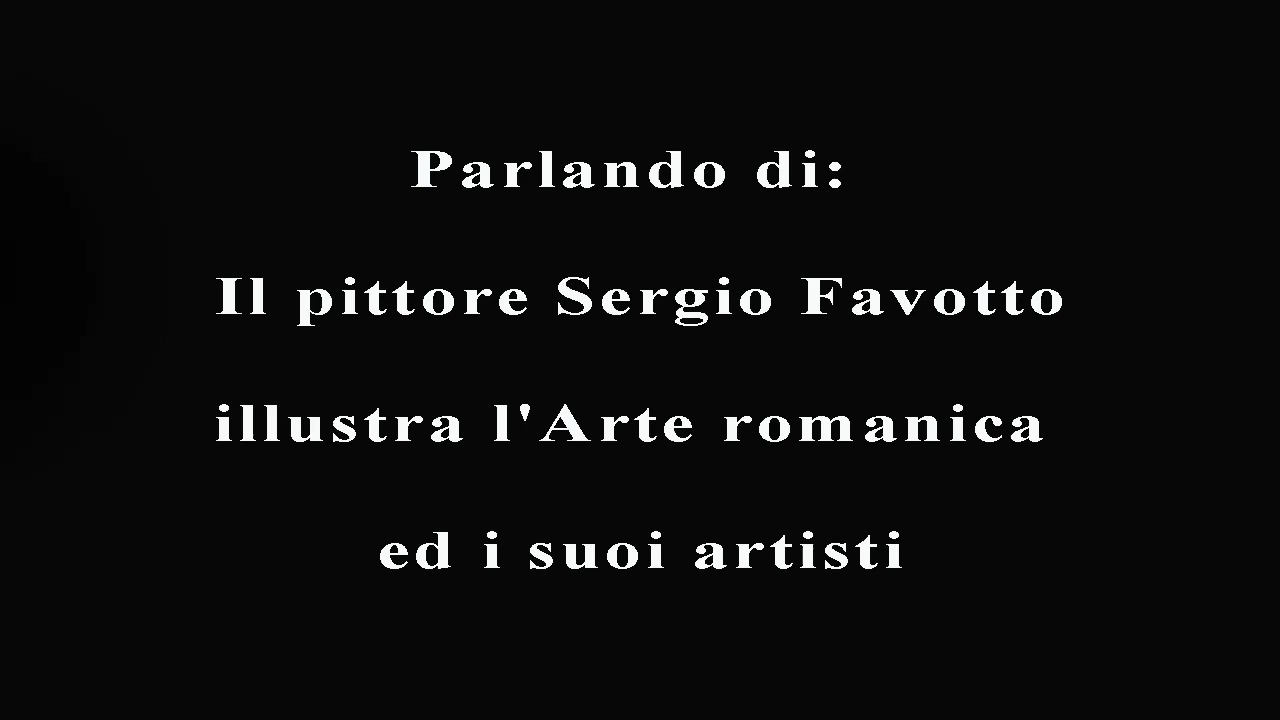 Parlando di:
Il pittore Sergio Favotto
illustra l'Arte romanica
ed i suoi artisti